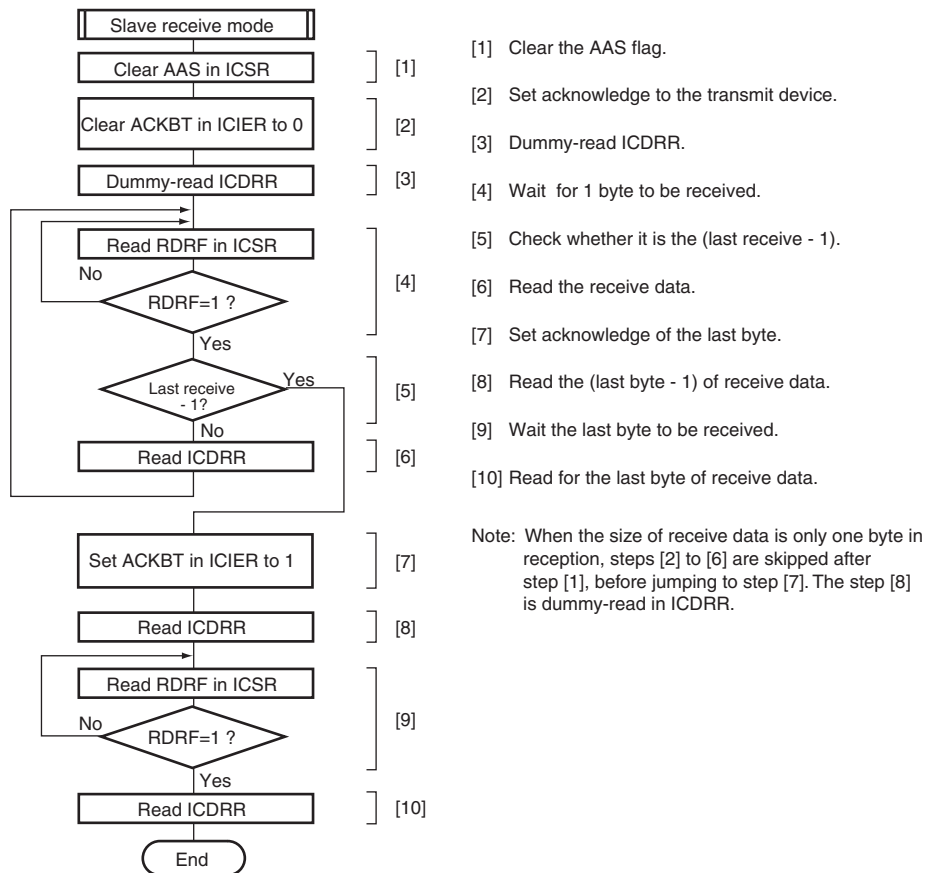 Slave receive mode
Clear AAS in ICSR
[1]
Clear ACKBT in ICIER to 0
[2]
Dummy-read ICDRR
[3]
Read RDRF in ICSR
No
RDRF=1 ?
[4]
Yes
Last receive
- 1?
Yes
[5]
No
Read ICDRR
[6]
Set ACKBT in ICIER to 1
[7]
Read ICDRR
[8]
Read RDRF in ICSR
No
RDRF=1 ?
[9]
Yes
Read ICDRR
[10]
End
[1] Clear the AAS flag.
[2] Set acknowledge to the transmit device.
[3] Dummy-read ICDRR.
[4] Wait for 1 byte to be received.
[5] Check whether it is the (last receive - 1).
[6] Read the receive data.
[7] Set acknowledge of the last byte.
[8] Read the (last byte - 1) of receive data.
[9] Wait the last byte to be received.
[10] Read for the last byte of receive data.
Note: When the size of receive data is only one byte in
reception, steps [2] to [6] are skipped after
step [1], before jumping to step [7]. The step [8]
is dummy-read in ICDRR.